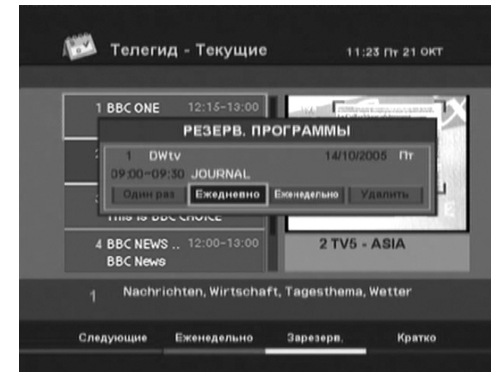 Телегид - Текущие 11:23 Пт 21 ОКТ
1 BBC ONE 12:15-13:00
РЕЗЕРВ. ПРОГРАММЫ
1 DWtv 14/10/2005 Пт
09:00-09:30 JOURNAL
Один раз Ежедневно Еженедельно Удалить
This is BBC CHOICE
4 BBC NEWS .. 12:00-13:00
BBC News
2 TV5 - ASIA
1 Nachrichten, Wirtschaft, Tagesthema, Wetter
Следующие Еженедельно Зарезерв. Кратко